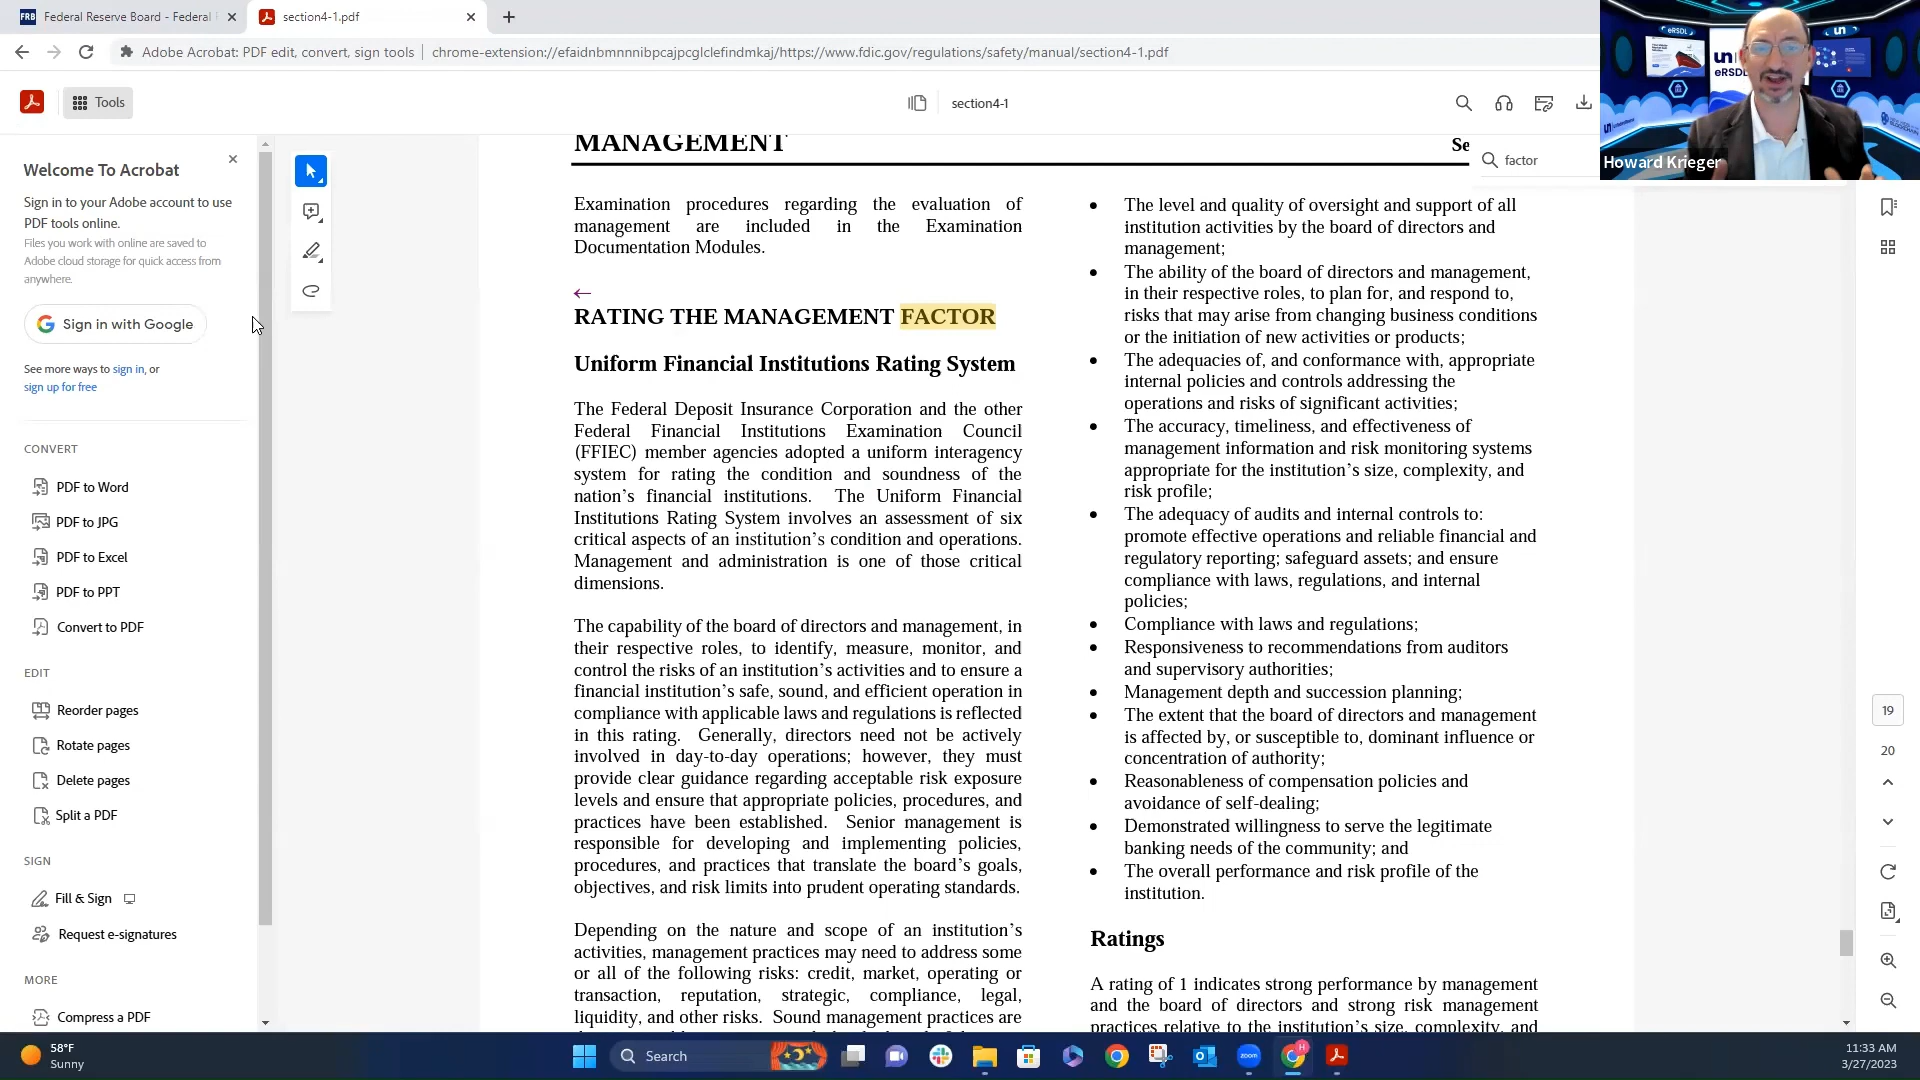 Federal Reserve Board - Federal
section4-1.pdf
Adobe Acrobat: PDF edit, convert, sign tools | chrome-extension://efaidnbmnnnibpcajpcglclefindmkaj/https://www.fdic.gov/regulations/safety/manual/section4-1.pdf
Tools
section4-1
eRSDL
un
eRSDL
Howard Krieger
factor
Welcome To Acrobat
Sign in to your Adobe account to use
PDF tools online.
Files you work with online are saved to
Adobe cloud storage for quick access from
anywhere.
Sign in with Google
See more ways to sign in, or
sign up for free
CONVERT
PDF to Word
PDF to JPG
PDF to Excel
PDF to PPT
Convert to PDF
EDIT
Reorder pages
Rotate pages
Delete pages
Split a PDF
SIGN
Fill & Sign
Request e-signatures
MORE
Compress a PDF
MANAGEMENT
Se
Examination procedures regarding the evaluation of
management are included in the Examination
Documentation Modules.
←
RATING THE MANAGEMENT FACTOR
Uniform Financial Institutions Rating System
The Federal Deposit Insurance Corporation and the other
Federal Financial Institutions Examination Council
(FFIEC) member agencies adopted a uniform interagency
system for rating the condition and soundness of the
nation's financial institutions. The Uniform Financial
Institutions Rating System involves an assessment of six
critical aspects of an institution's condition and operations.
Management and administration is one of those critical
dimensions.
The capability of the board of directors and management, in
their respective roles, to identify, measure, monitor, and
control the risks of an institution's activities and to ensure a
financial institution's safe, sound, and efficient operation in
compliance with applicable laws and regulations is reflected
in this rating. Generally, directors need not be actively
involved in day-to-day operations; however, they must
provide clear guidance regarding acceptable risk exposure
levels and ensure that appropriate policies, procedures, and
practices have been established. Senior management is
responsible for developing and implementing policies,
procedures, and practices that translate the board's goals,
objectives, and risk limits into prudent operating standards.
Depending on the nature and scope of an institution's
activities, management practices may need to address some
or all of the following risks: credit, market, operating or
transaction, reputation, strategic, compliance, legal,
liquidity, and other risks. Sound management practices are
• The level and quality of oversight and support of all
institution activities by the board of directors and
management;
• The ability of the board of directors and management,
in their respective roles, to plan for, and respond to,
risks that may arise from changing business conditions
or the initiation of new activities or products;
• The adequacies of, and conformance with, appropriate
internal policies and controls addressing the
operations and risks of significant activities;
• The accuracy, timeliness, and effectiveness of
management information and risk monitoring systems
appropriate for the institution's size, complexity, and
risk profile;
• The adequacy of audits and internal controls to:
promote effective operations and reliable financial and
regulatory reporting; safeguard assets; and ensure
compliance with laws, regulations, and internal
policies;
• Compliance with laws and regulations;
• Responsiveness to recommendations from auditors
and supervisory authorities;
• Management depth and succession planning;
• The extent that the board of directors and management
is affected by, or susceptible to, dominant influence or
concentration of authority;
• Reasonableness of compensation policies and
avoidance of self-dealing;
• Demonstrated willingness to serve the legitimate
banking needs of the community; and
• The overall performance and risk profile of the
institution.
Ratings
A rating of 1 indicates strong performance by management
and the board of directors and strong risk management
practices relative to the institution's size, complexity, and
19
20
58°F
Sunny
Search
zoom
11:33 AM
3/27/2023